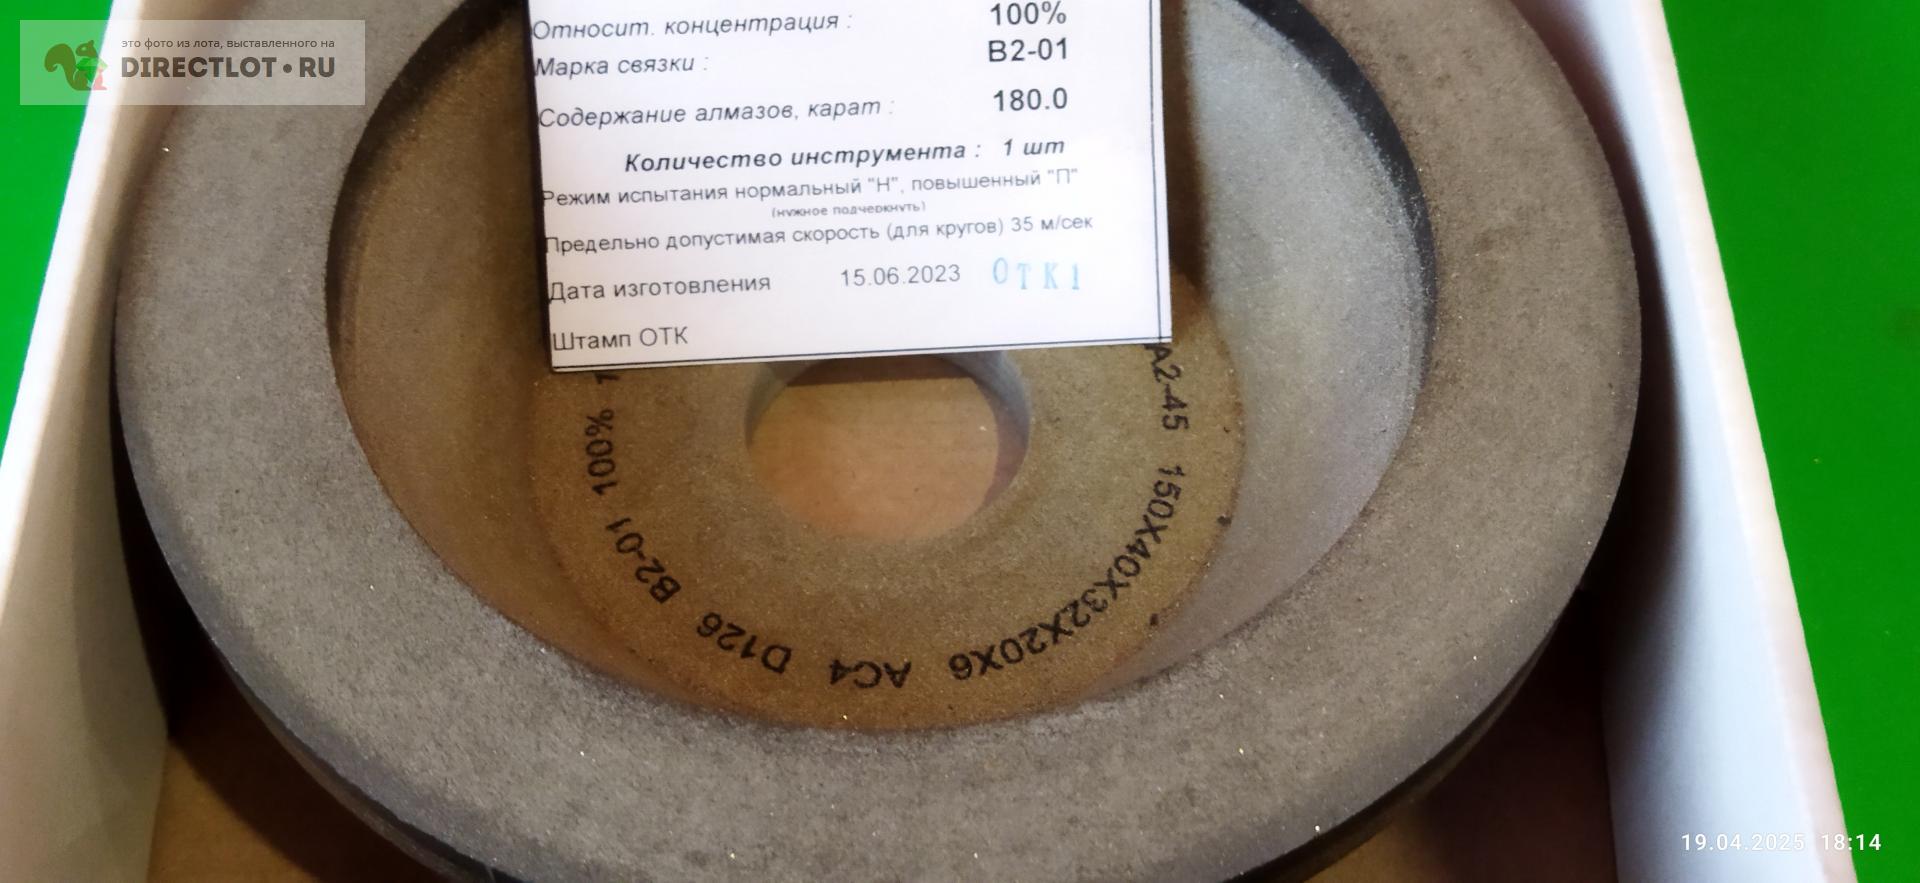 это фото из лота, выставленного на
DIRECTLOT•RU
Относит. концентрация : 100%
Марка связки : В2-01
Содержание алмазов, карат : 180.0
Количество инструмента : 1 шт
Режим испытания нормальный "Н", повышенный "П"
(нужное подчеркнуть)
Предельно допустимая скорость (для кругов) 35 м/сек
Дата изготовления 15.06.2023 ОТК1
Штамп ОТК
А2-45 150Х40Х32Х20Х6 АС4 D126 В2-01 100%
19.04.2025 18:14